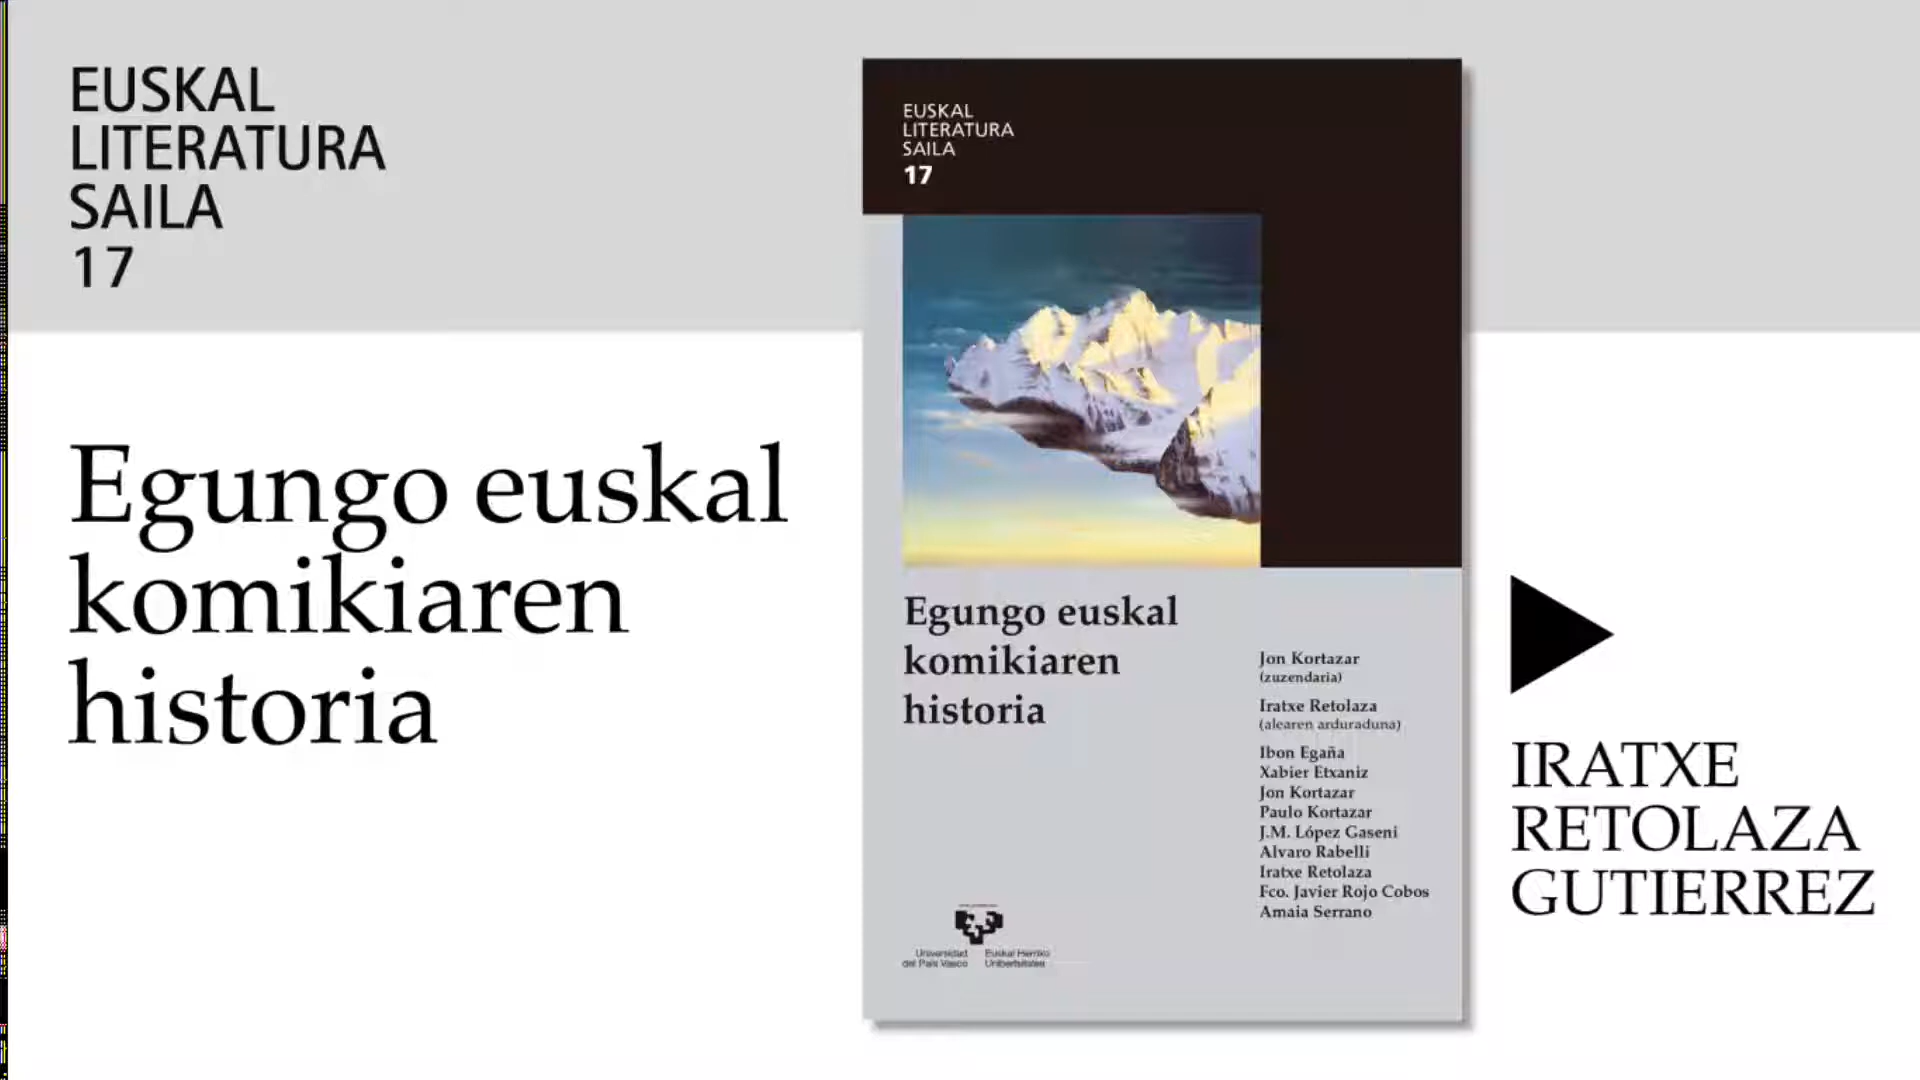 EUSKAL
LITERATURA
SAILA
17
Egungo euskal
komikiaren
historia
EUSKAL
LITERATURA
SAILA
17
Egungo euskal
komikiaren
historia
Jon Kortazar
(zuzendaria)
Iratxe Retolaza
(alearen arduraduna)
Ibon Egaña
Xabier Etxaniz
Jon Kortazar
Paulo Kortazar
J.M. López Gaseni
Alvaro Rabelli
Iratxe Retolaza
Fco. Javier Rojo Cobos
Amaia Serrano
Universidad
del País Vasco
Euskal Herriko
Unibertsitatea
IRATXE
RETOLAZA
GUTIERREZ